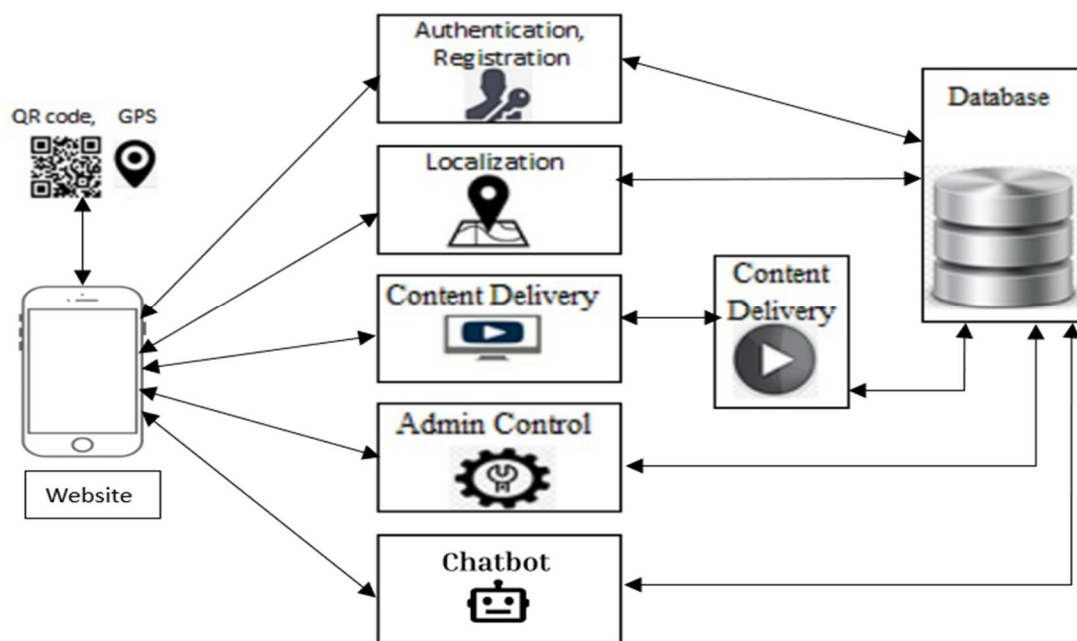 Authentication,
Registration
QR code, GPS
Database
Localization
Content Delivery
Content
Delivery
Admin Control
Website
Chatbot